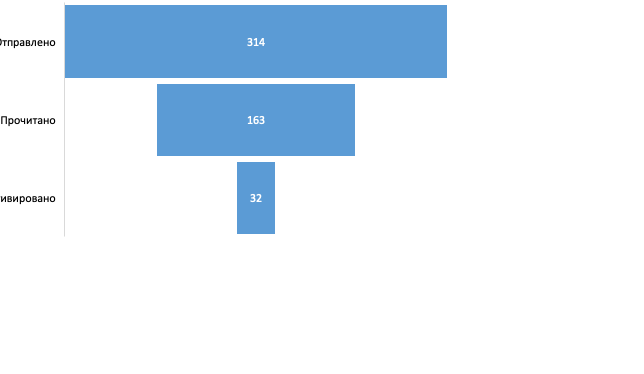 Отправлено
314
Прочитано
163
ивировано
32